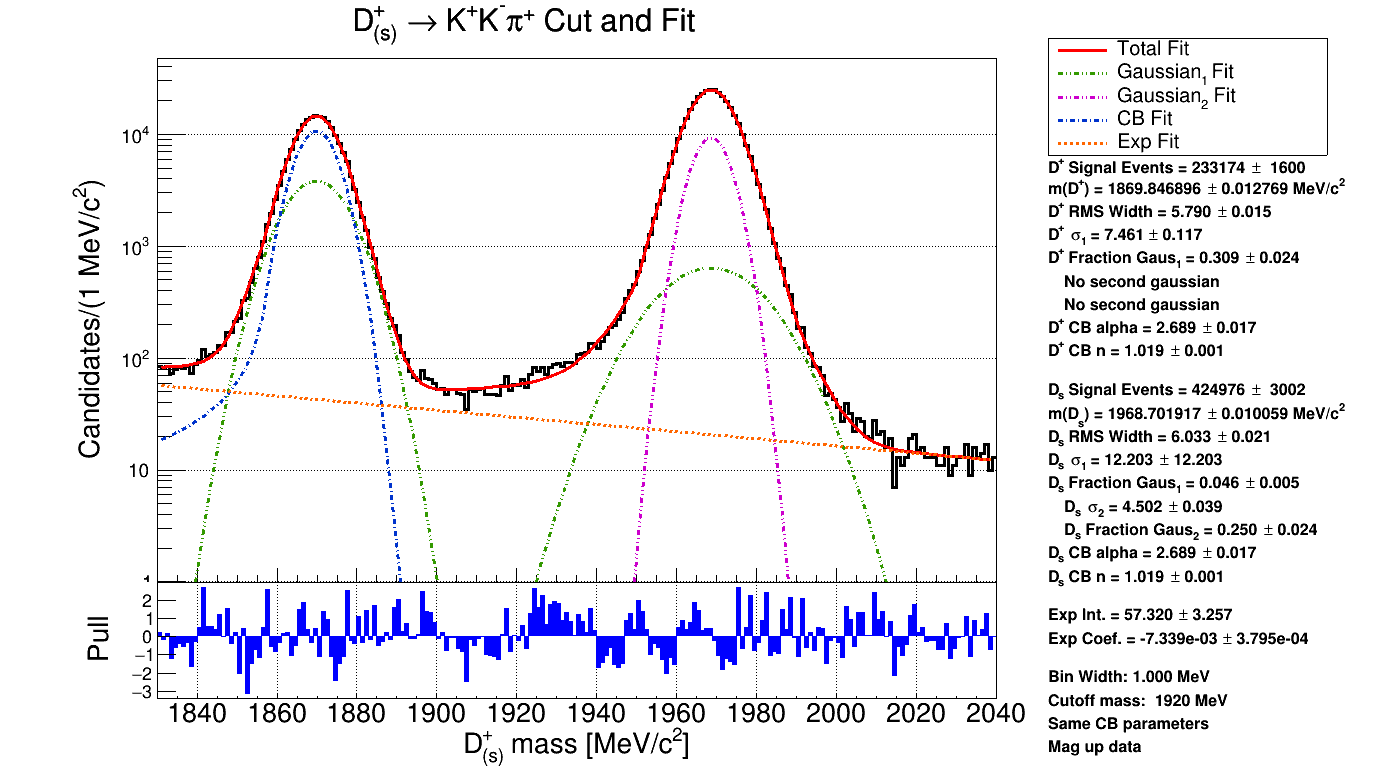 D⁺₍ₛ₎ → K⁺K⁻π⁺ Cut and Fit
Candidates/(1 MeV/c²)
10⁴
10³
10²
10
1
Pull
2
1
0
−1
−2
−3
1840 1860 1880 1900 1920 1940 1960 1980 2000 2020 2040
D⁺₍ₛ₎ mass [MeV/c²]
Total Fit
Gaussian₁ Fit
Gaussian₂ Fit
CB Fit
Exp Fit
D⁺ Signal Events = 233174 ± 1600
m(D⁺) = 1869.846896 ± 0.012769 MeV/c²
D⁺ RMS Width = 5.790 ± 0.015
D⁺ σ₁ = 7.461 ± 0.117
D⁺ Fraction Gaus₁ = 0.309 ± 0.024
No second gaussian
No second gaussian
D⁺ CB alpha = 2.689 ± 0.017
D⁺ CB n = 1.019 ± 0.001
Dₛ Signal Events = 424976 ± 3002
m(Dₛ) = 1968.701917 ± 0.010059 MeV/c²
Dₛ RMS Width = 6.033 ± 0.021
Dₛ σ₁ = 12.203 ± 12.203
Dₛ Fraction Gaus₁ = 0.046 ± 0.005
Dₛ σ₂ = 4.502 ± 0.039
Dₛ Fraction Gaus₂ = 0.250 ± 0.024
Dₛ CB alpha = 2.689 ± 0.017
Dₛ CB n = 1.019 ± 0.001
Exp Int. = 57.320 ± 3.257
Exp Coef. = -7.339e-03 ± 3.795e-04
Bin Width: 1.000 MeV
Cutoff mass: 1920 MeV
Same CB parameters
Mag up data